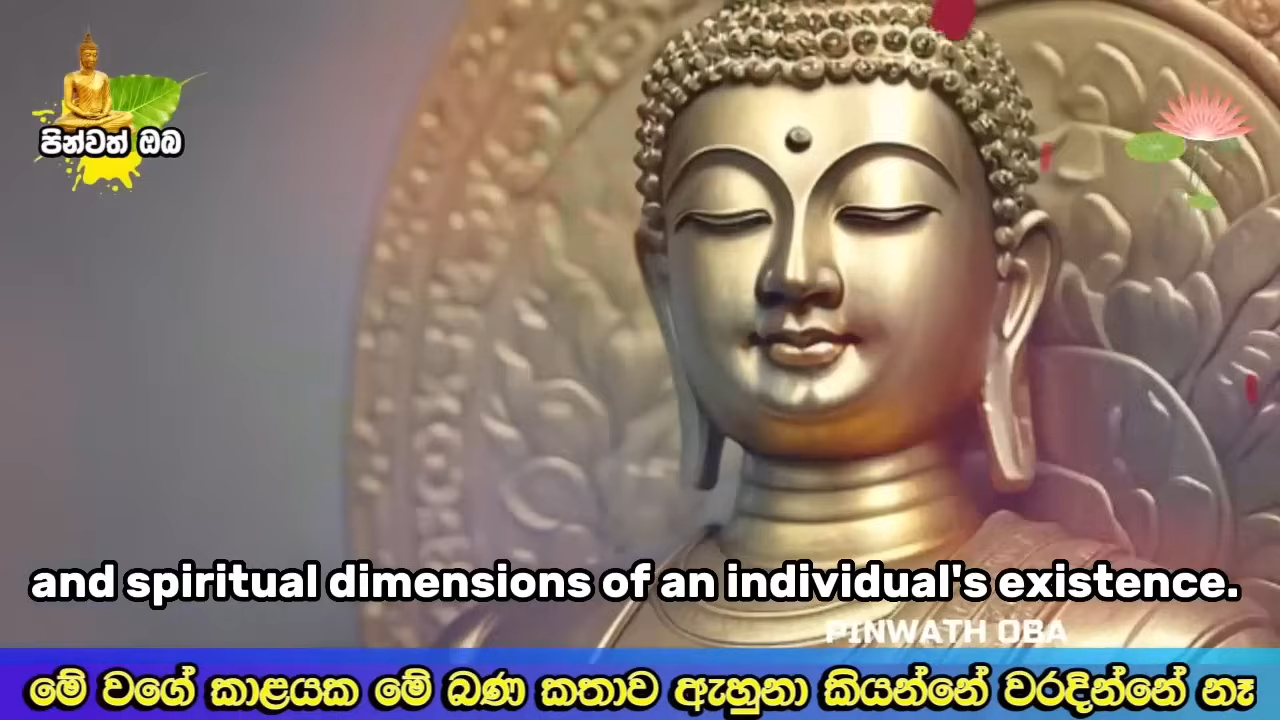 පින්වත් ඔබ
and spiritual dimensions of an individual's existence.
PINWATH OBA
මේ වගේ කාළයක මේ බණ කතාව ඇහුනා කියන්නේ වරදින්නේ නෑ